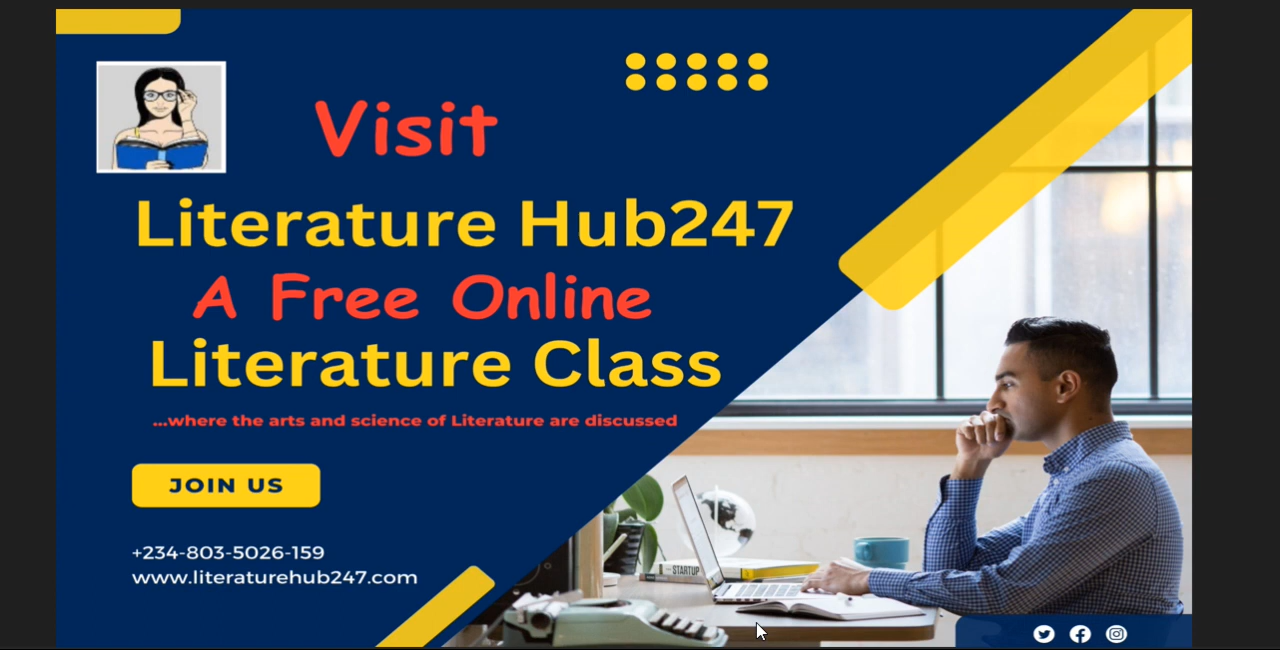 Visit
Literature Hub247
A Free Online
Literature Class
...where the arts and science of Literature are discussed
JOIN US
+234-803-5026-159
www.literaturehub247.com
STARTUP